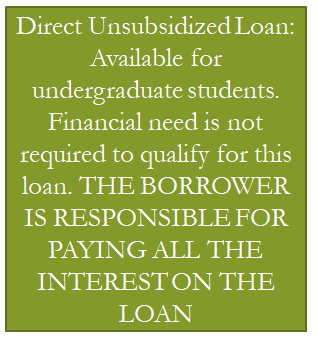 Direct Unsubsidized Loan:
Available for
undergraduate students.
Financial need is not
required to qualify for this
loan. THE BORROWER
IS RESPONSIBLE FOR
PAYING ALL THE
INTEREST ON THE
LOAN